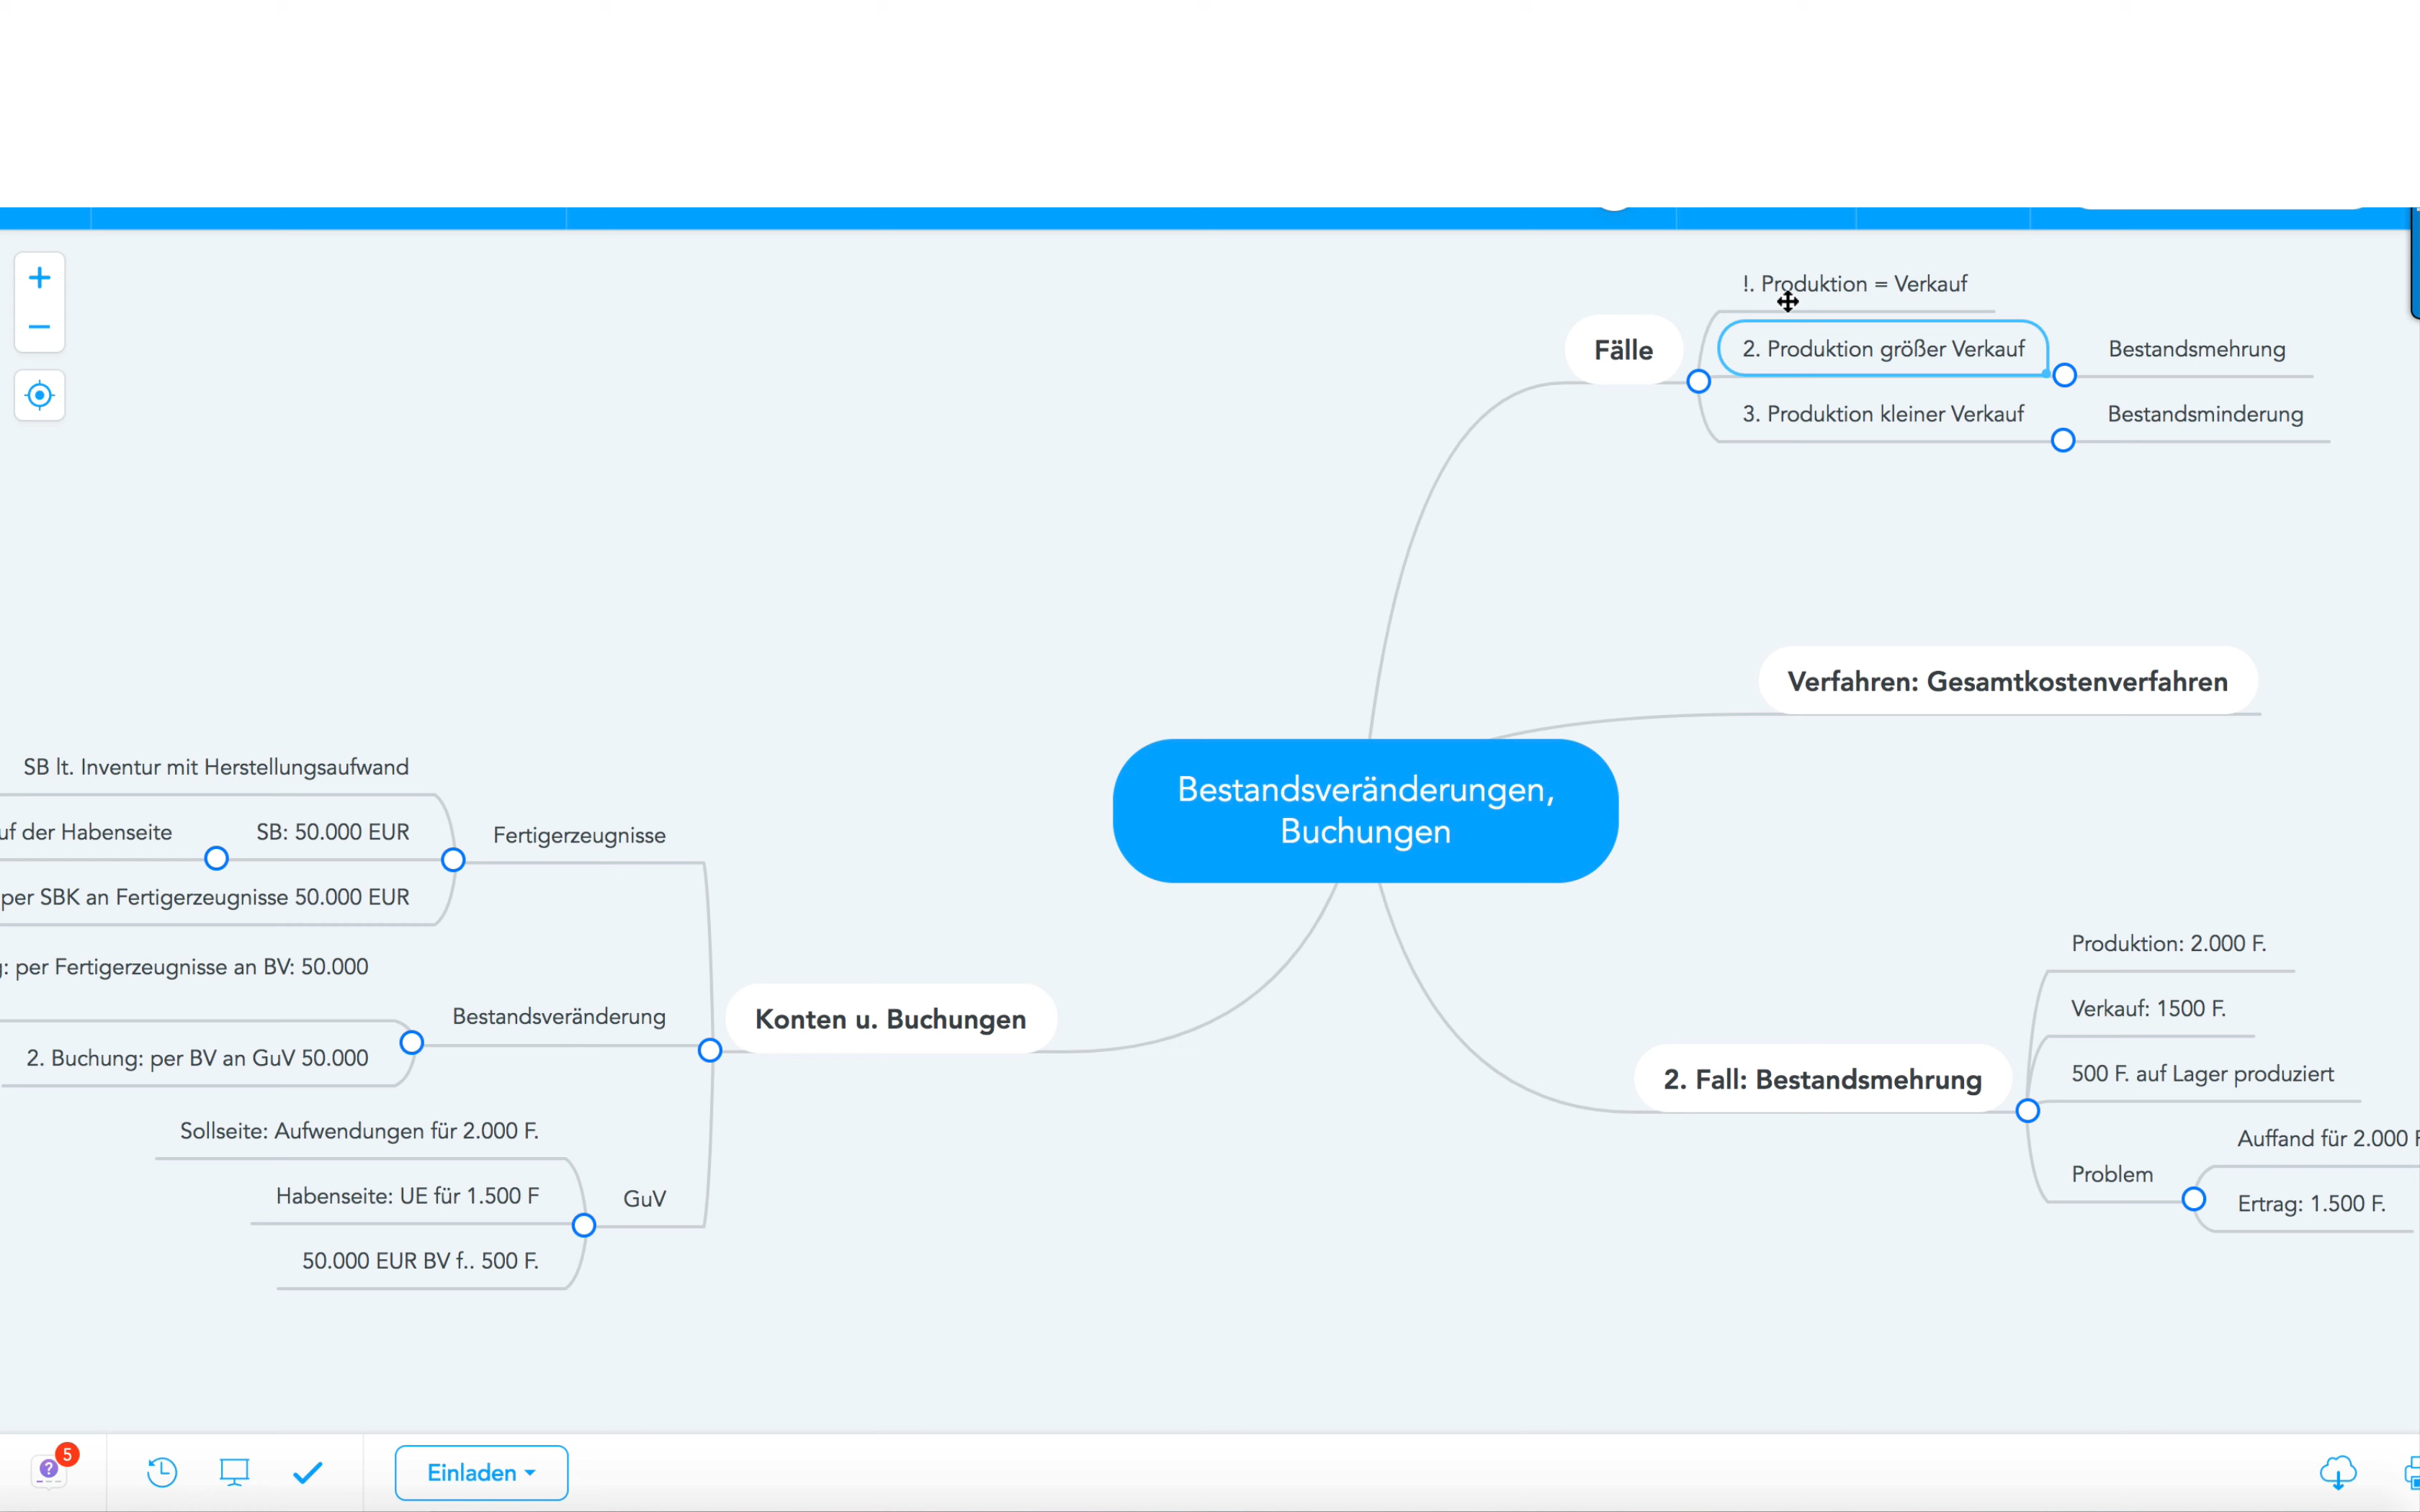 !. Produktion = Verkauf
Fälle
2. Produktion größer Verkauf
Bestandsmehrung
3. Produktion kleiner Verkauf
Bestandsminderung
Verfahren: Gesamtkostenverfahren
Bestandsveränderungen,
Buchungen
SB lt. Inventur mit Herstellungsaufwand
der Habenseite
SB: 50.000 EUR
Fertigerzeugnisse
per SBK an Fertigerzeugnisse 50.000 EUR
: per Fertigerzeugnisse an BV: 50.000
Bestandsveränderung
2. Buchung: per BV an GuV 50.000
Konten u. Buchungen
Sollseite: Aufwendungen für 2.000 F.
Habenseite: UE für 1.500 F
GuV
50.000 EUR BV f.. 500 F.
Produktion: 2.000 F.
Verkauf: 1500 F.
500 F. auf Lager produziert
2. Fall: Bestandsmehrung
Problem
Auffand für 2.000
Ertrag: 1.500 F.
5
Einladen